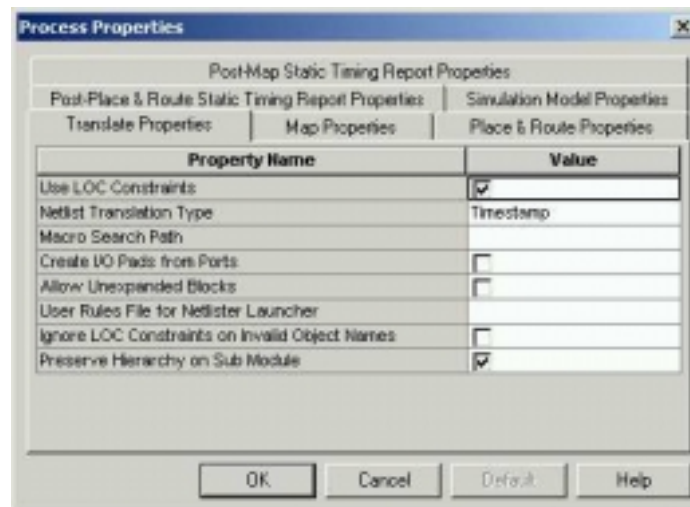 Process Properties
Post-Map Static Timing Report Properties
Post-Place & Route Static Timing Report Properties Simulation Model Properties
Translate Properties Map Properties Place & Route Properties
Property Name Value
Use LOC Constraints
Netlist Translation Type Timestamp
Macro Search Path
Create I/O Pads from Ports
Allow Unexpanded Blocks
User Rules File for Netlister Launcher
Ignore LOC Constraints on Invalid Object Names
Preserve Hierarchy on Sub Module
OK Cancel Default Help